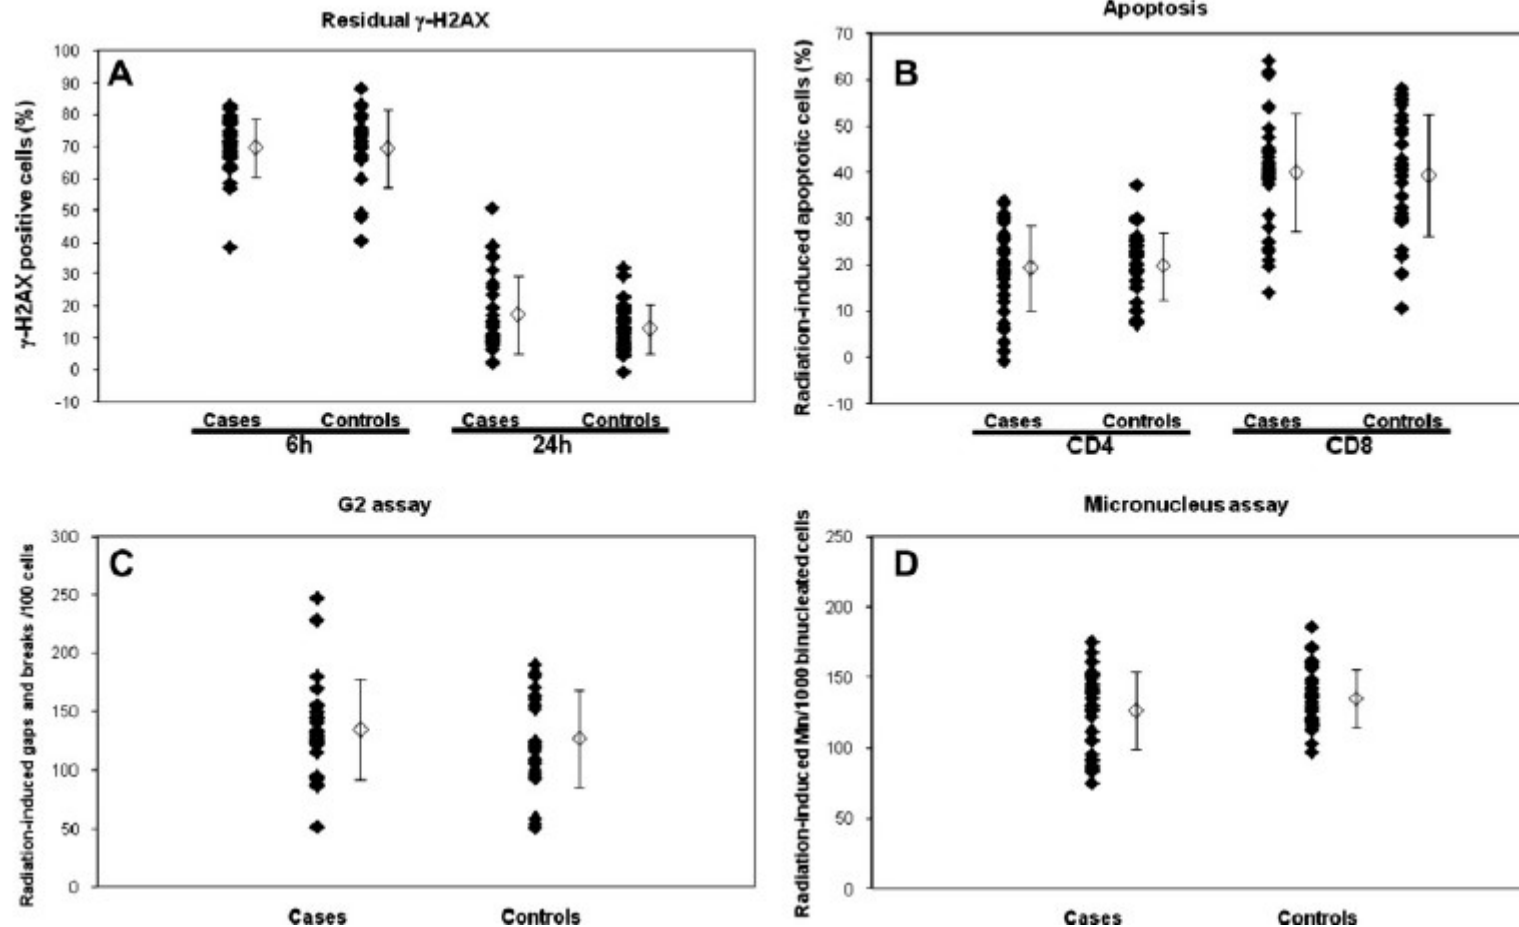 Residual γ-H2AX
A
γ-H2AX positive cells (%)
100
90
80
70
60
50
40
30
20
10
0
-10
Cases Controls Cases Controls
6h 24h
Apoptosis
B
Radiation-induced apoptotic cells (%)
70
60
50
40
30
20
10
0
-10
Cases Controls Cases Controls
CD4 CD8
G2 assay
C
Radiation-induced gaps and breaks /100 cells
300
250
200
150
100
50
0
Cases Controls
Micronucleus assay
D
Radiation-induced Mn/1000 binucleated cells
250
200
150
100
50
0
Cases Controls